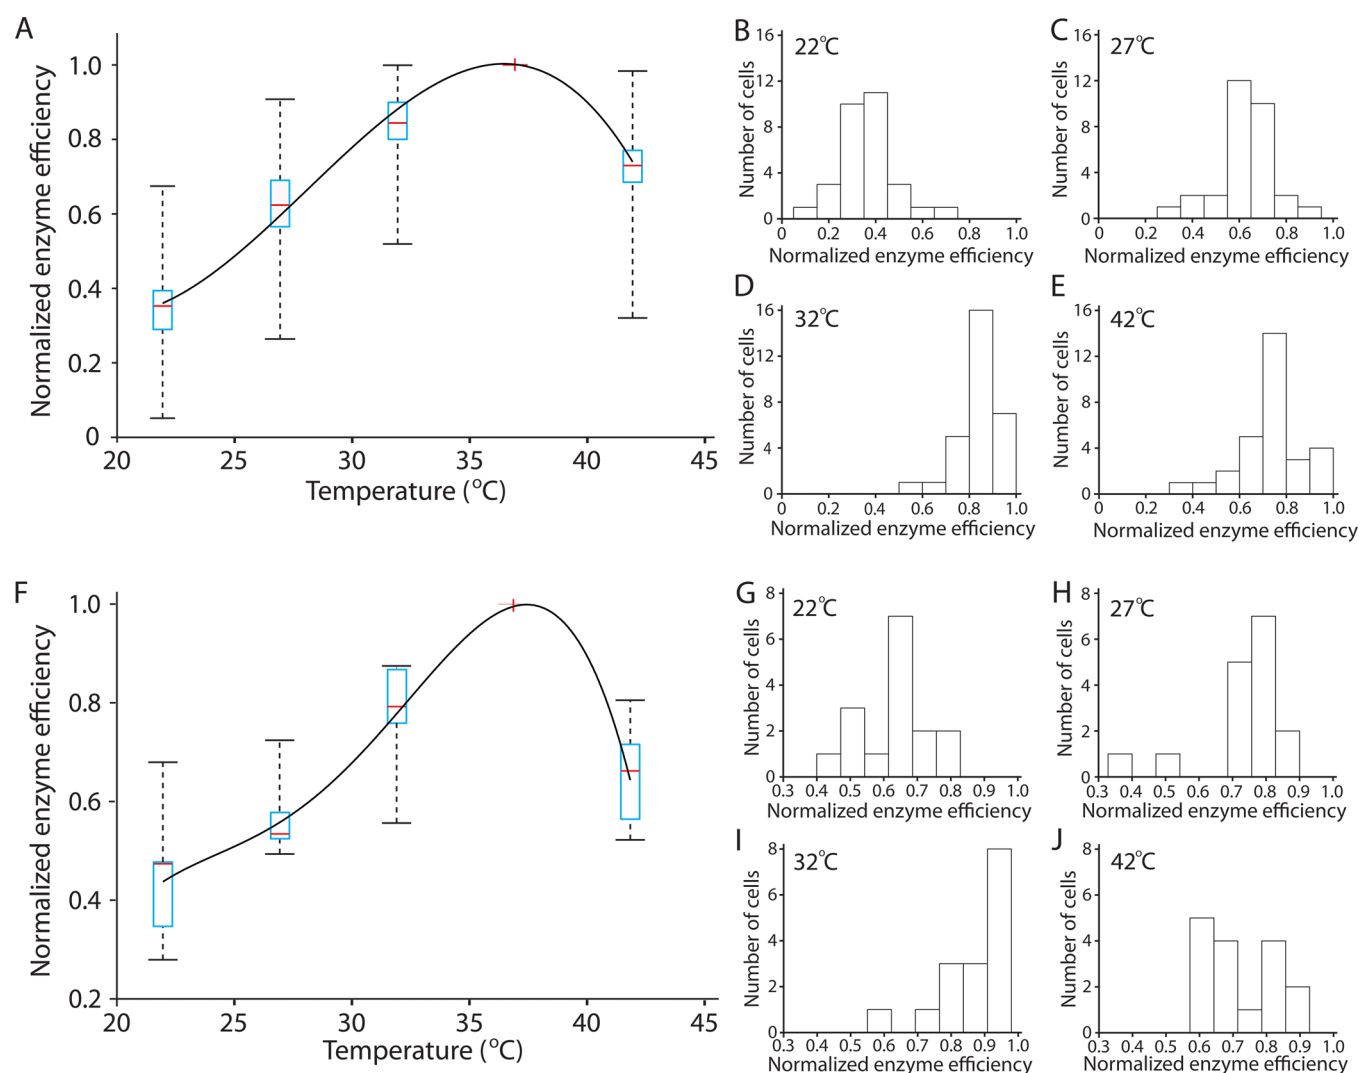 A
Normalized enzyme efficiency
1.0
0.8
0.6
0.4
0.2
0
20 25 30 35 40 45
Temperature (°C)
B
22°C
Number of cells
16
12
8
4
0
0 0.2 0.4 0.6 0.8 1.0
Normalized enzyme efficiency
C
27°C
Number of cells
16
12
8
4
0
0 0.2 0.4 0.6 0.8 1.0
Normalized enzyme efficiency
D
32°C
Number of cells
16
12
8
4
0
0 0.2 0.4 0.6 0.8 1.0
Normalized enzyme efficiency
E
42°C
Number of cells
16
12
8
4
0
0 0.2 0.4 0.6 0.8 1.0
Normalized enzyme efficiency
F
Normalized enzyme efficiency
1.0
0.8
0.6
0.4
0.2
20 25 30 35 40 45
Temperature (°C)
G
22°C
Number of cells
8
6
4
2
0
0.3 0.4 0.5 0.6 0.7 0.8 0.9 1.0
Normalized enzyme efficiency
H
27°C
Number of cells
8
6
4
2
0
0.3 0.4 0.5 0.6 0.7 0.8 0.9 1.0
Normalized enzyme efficiency
I
32°C
Number of cells
8
6
4
2
0
0.3 0.4 0.5 0.6 0.7 0.8 0.9 1.0
Normalized enzyme efficiency
J
42°C
Number of cells
8
6
4
2
0
0.3 0.4 0.5 0.6 0.7 0.8 0.9 1.0
Normalized enzyme efficiency